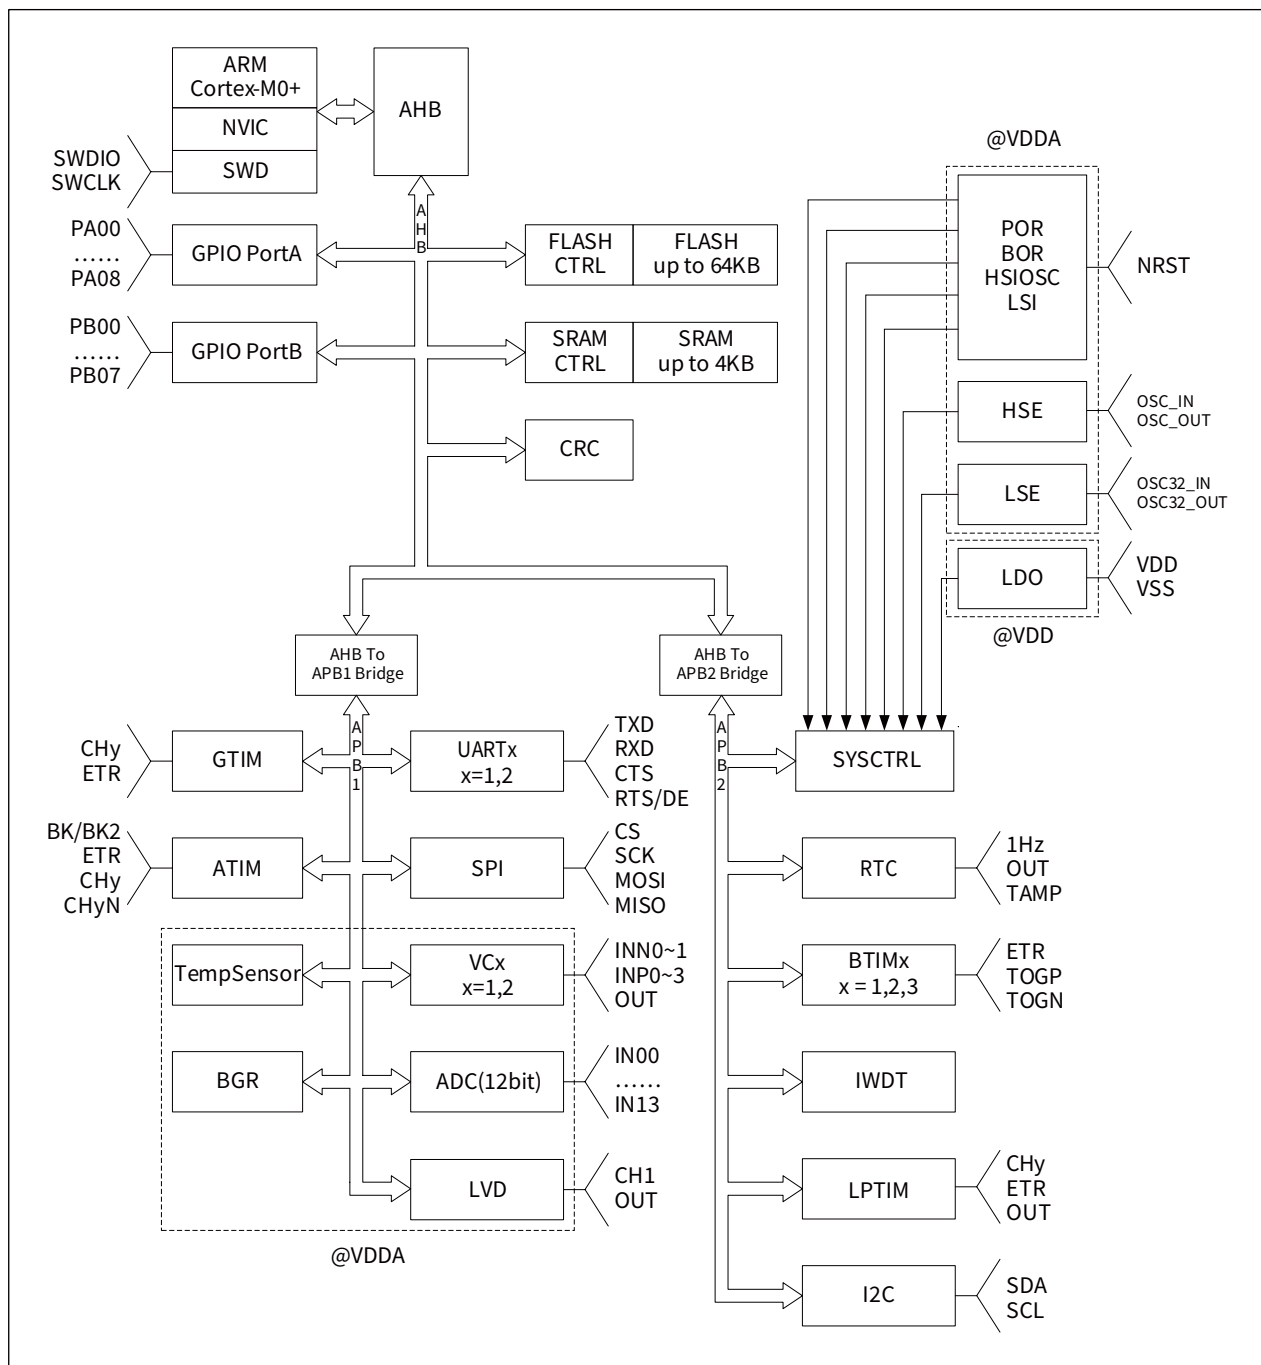 ARM
Cortex-M0+
NVIC
SWD
AHB
SWDIO
SWCLK
AHB
PA00
......
PA08
GPIO PortA
FLASH
CTRL
FLASH
up to 64KB
PB00
......
PB07
GPIO PortB
SRAM
CTRL
SRAM
up to 4KB
CRC
@VDDA
POR
BOR
HSIOSC
LSI
NRST
HSE
OSC_IN
OSC_OUT
LSE
OSC32_IN
OSC32_OUT
LDO
VDD
VSS
@VDD
AHB To
APB1 Bridge
AHB To
APB2 Bridge
APB1
APB2
CHy
ETR
GTIM
UARTx
x=1,2
TXD
RXD
CTS
RTS/DE
SYSCTRL
BK/BK2
ETR
CHy
CHyN
ATIM
SPI
CS
SCK
MOSI
MISO
RTC
1Hz
OUT
TAMP
TempSensor
VCx
x=1,2
INN0~1
INP0~3
OUT
BTIMx
x = 1,2,3
ETR
TOGP
TOGN
BGR
ADC(12bit)
IN00
......
IN13
IWDT
LVD
CH1
OUT
LPTIM
CHy
ETR
OUT
@VDDA
I2C
SDA
SCL